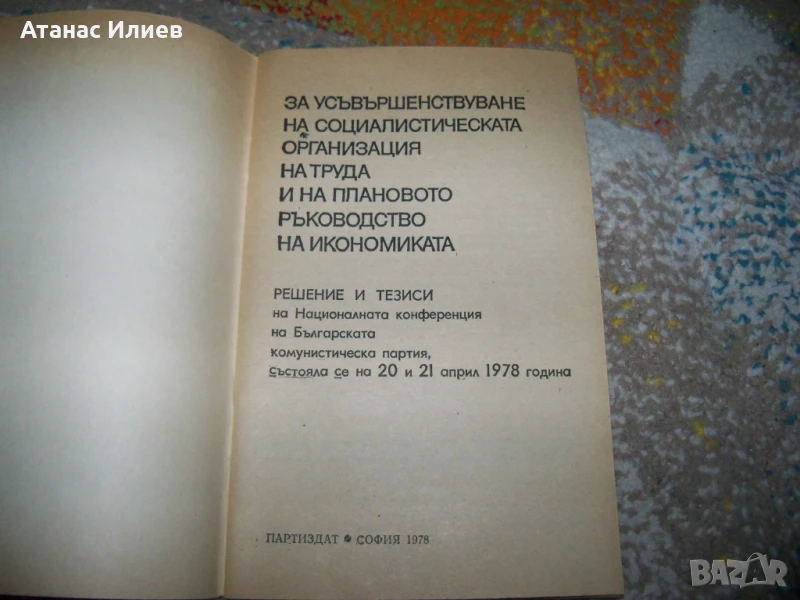 Атанас Илиев
ЗА УСЪВЪРШЕНСТВУВАНЕ
НА СОЦИАЛИСТИЧЕСКАТА
ОРГАНИЗАЦИЯ
НА ТРУДА
И НА ПЛАНОВОТО
РЪКОВОДСТВО
НА ИКОНОМИКАТА
РЕШЕНИЕ И ТЕЗИСИ
на Националната конференция
на Българската
комунистическа партия,
състояла се на 20 и 21 април 1978 година
ПАРТИЗДАТ * СОФИЯ 1978
BAZAR